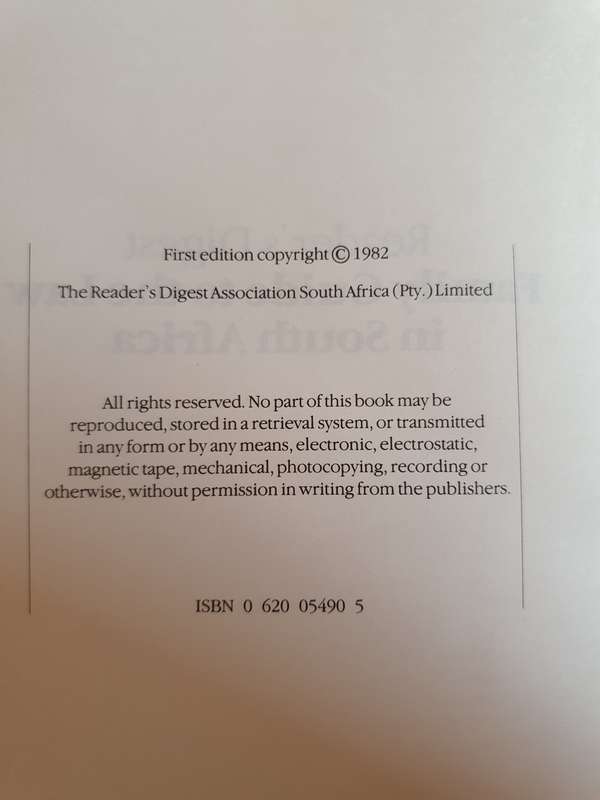 First edition copyright © 1982
The Reader's Digest Association South Africa (Pty.) Limited
All rights reserved. No part of this book may be
reproduced, stored in a retrieval system, or transmitted
in any form or by any means, electronic, electrostatic,
magnetic tape, mechanical, photocopying, recording or
otherwise, without permission in writing from the publishers.
ISBN 0 620 05490 5